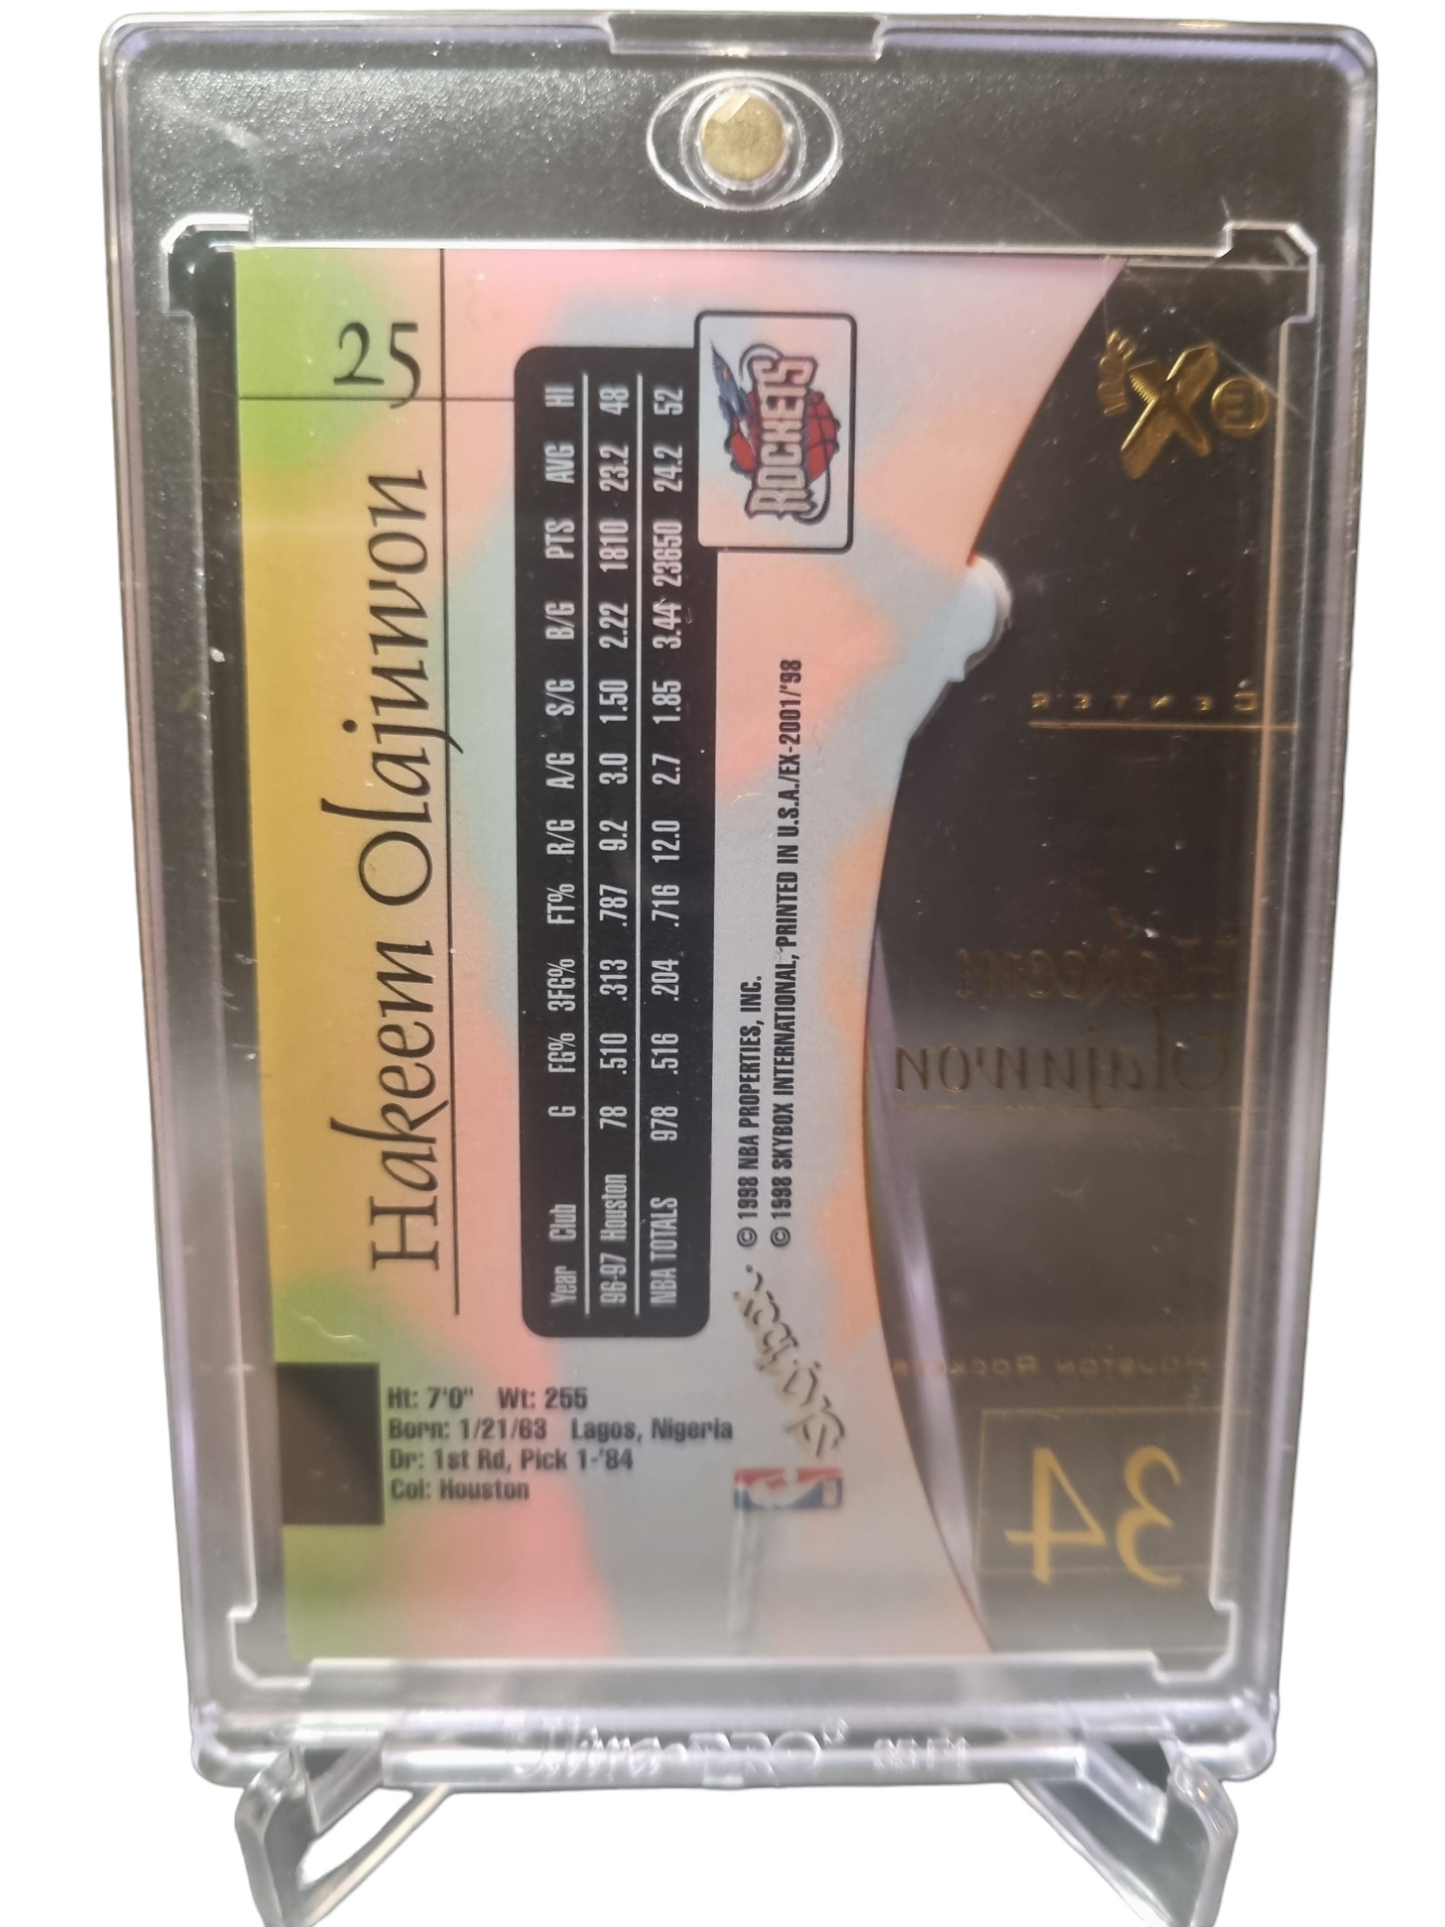 25
Hakeem Olajuwon
Year Club G FG% 3FG% FT% R/G A/G S/G B/G PTS AVG HI
96-97 Houston 78 .510 .313 .787 9.2 3.0 1.50 2.22 1810 23.2 48
NBA TOTALS 978 .516 .204 .716 12.0 2.7 1.85 3.44 23650 24.2 52
ROCKETS
© 1998 NBA PROPERTIES, INC.
© 1998 SKYBOX INTERNATIONAL, PRINTED IN U.S.A./EX-2001/'98
SkyBox
Ht: 7'0" Wt: 255
Born: 1/21/63 Lagos, Nigeria
Dr: 1st Rd, Pick 1-'84
Col: Houston
CENTER
Hakeem
Olajuwon
Houston Rockets
34
Ultra·PRO